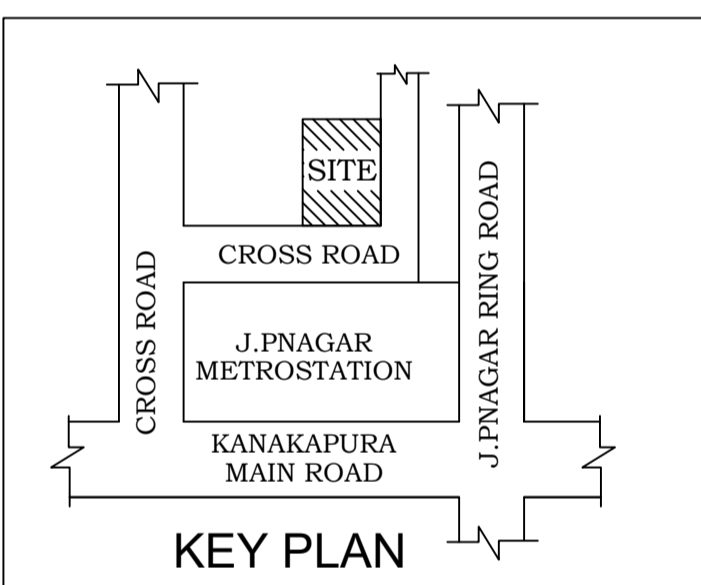 SITE
CROSS ROAD
CROSS ROAD
J.PNAGAR
METROSTATION
J.PNAGAR RING ROAD
KANAKAPURA
MAIN ROAD
KEY PLAN